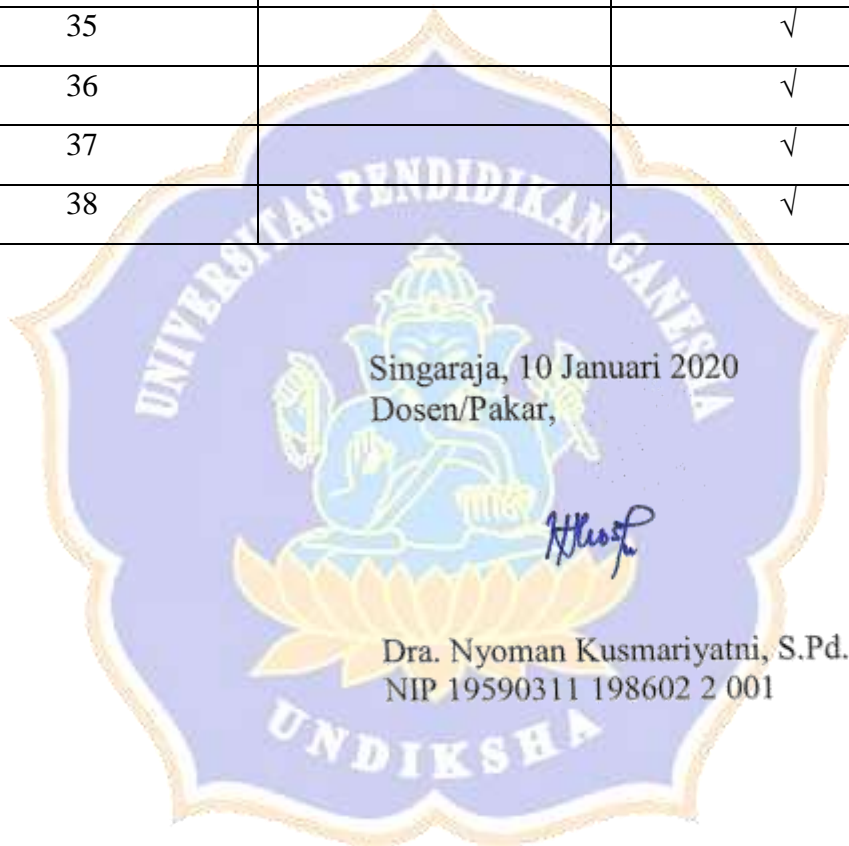 35 √
36 √
37 √
38 √
UNIVERSITAS PENDIDIKAN GANESHA
Singaraja, 10 Januari 2020
Dosen/Pakar,
Dra. Nyoman Kusmariyatni, S.Pd.
NIP 19590311 198602 2 001
UNDIKSHA